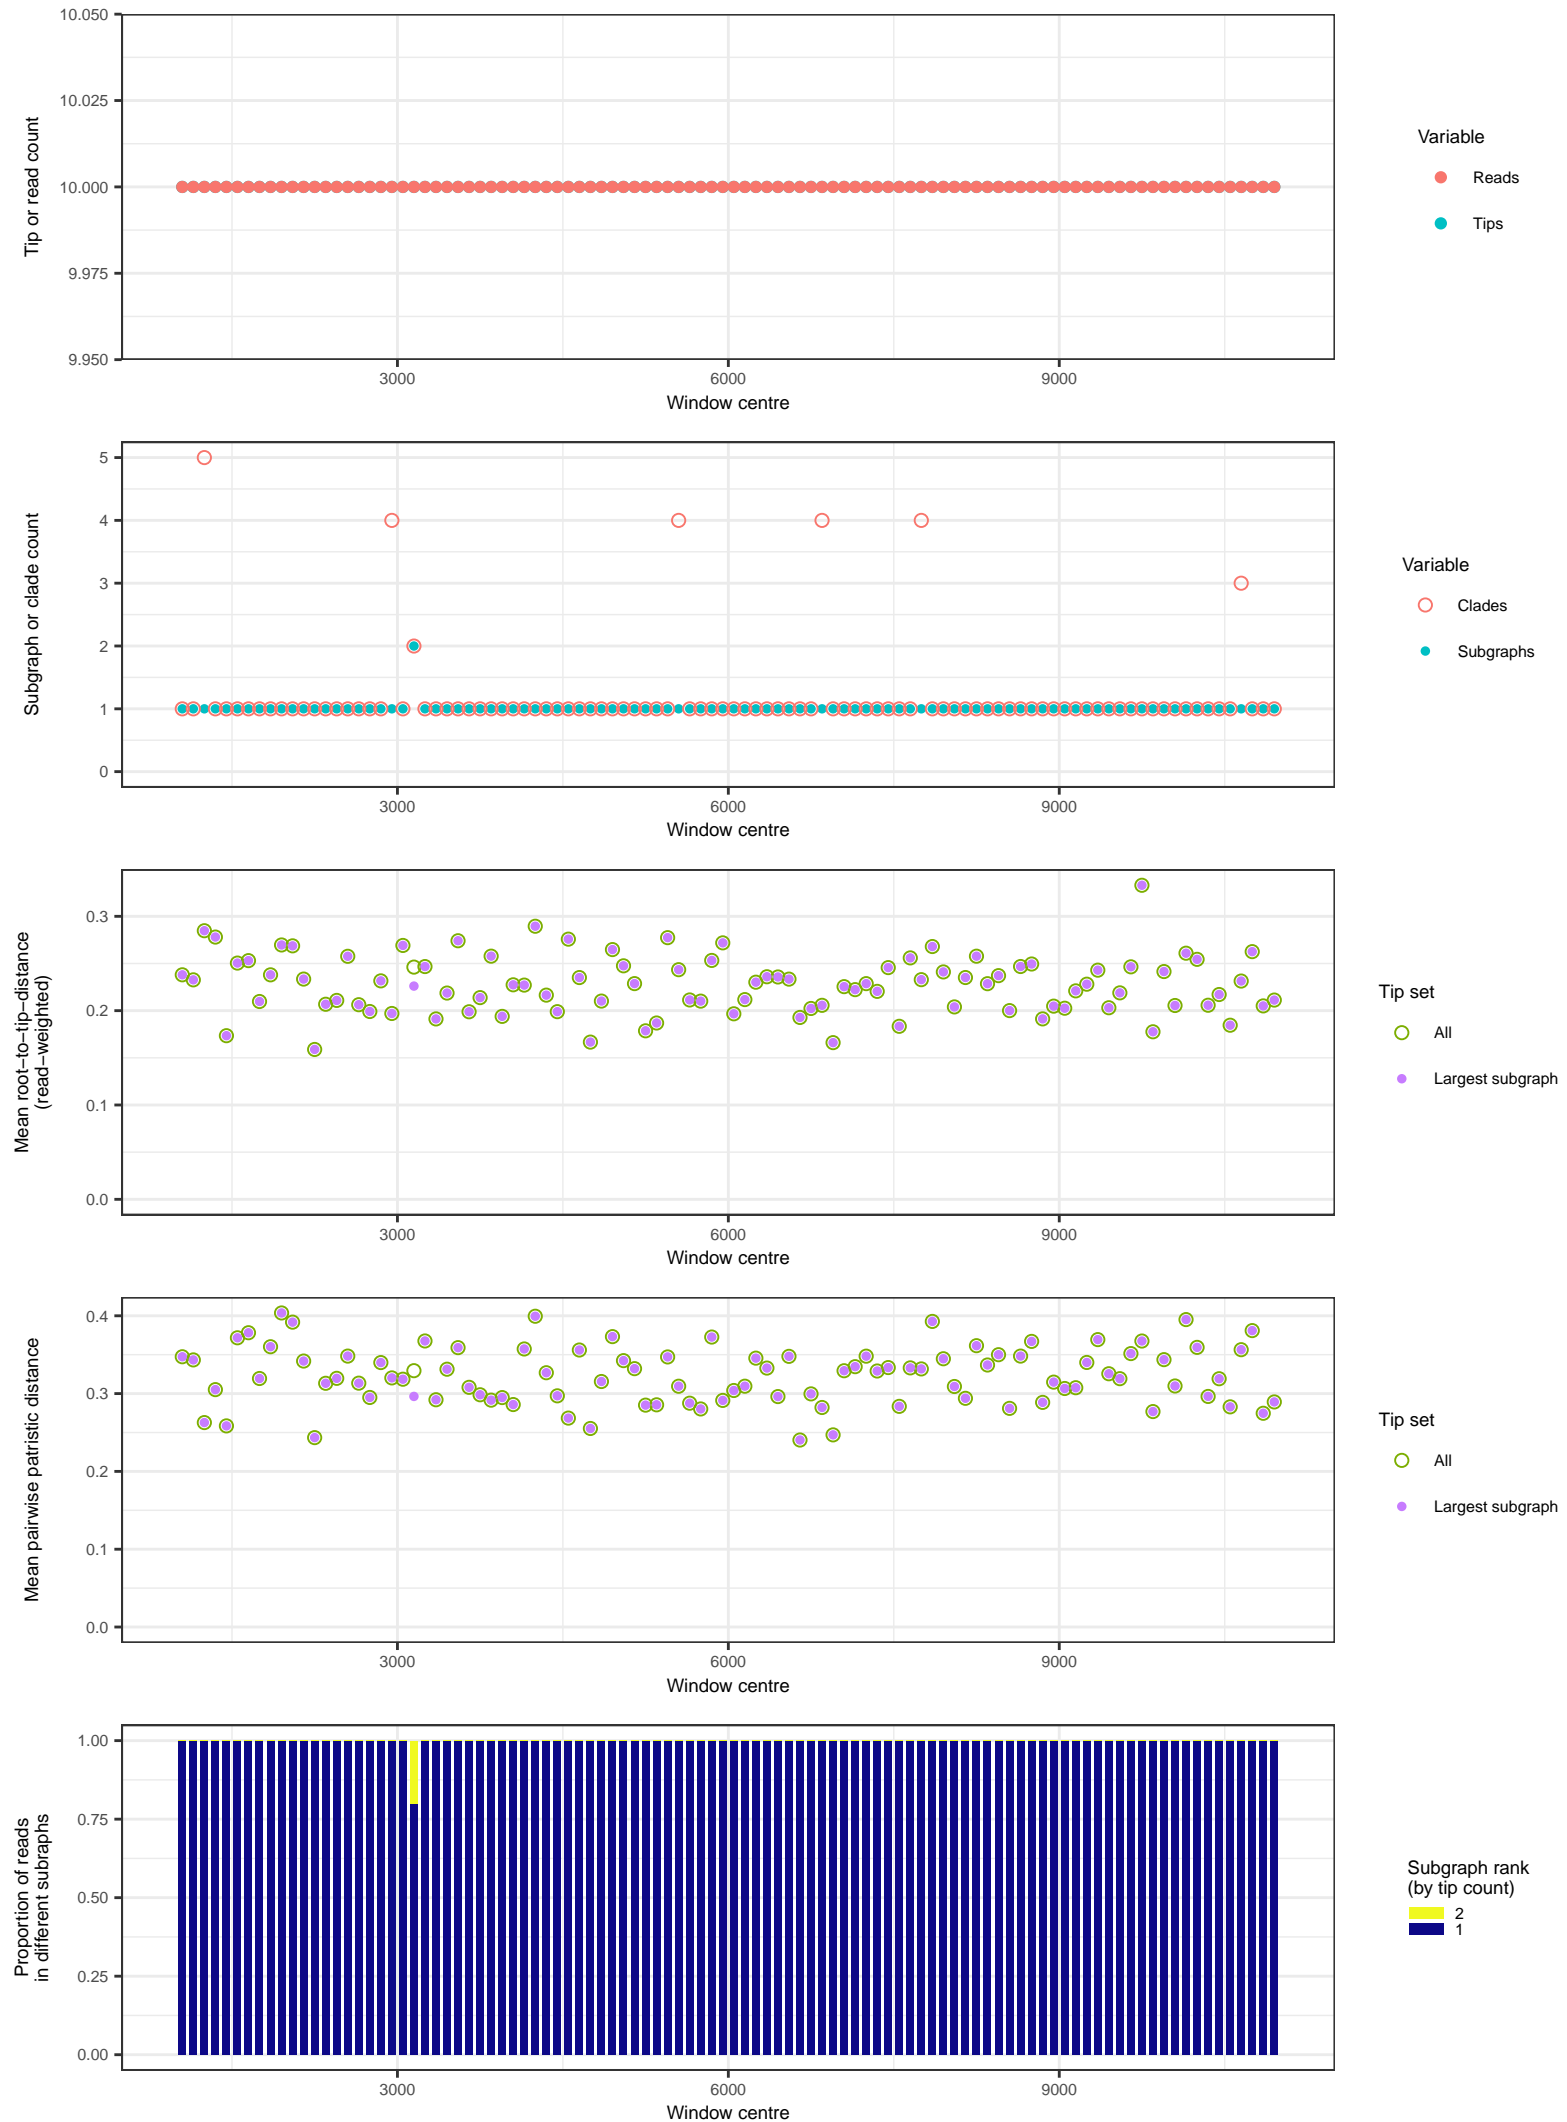 10.050
10.025
10.000
9.975
9.950
Tip or read count
3000
6000
9000
Window centre
Variable
Reads
Tips
5
4
3
2
1
0
Subgraph or clade count
3000
6000
9000
Window centre
Variable
Clades
Subgraphs
0.3
0.2
0.1
0.0
Mean root−to−tip−distance
(read−weighted)
3000
6000
9000
Window centre
Tip set
All
Largest subgraph
0.4
0.3
0.2
0.1
0.0
Mean pairwise patristic distance
3000
6000
9000
Window centre
Tip set
All
Largest subgraph
1.00
0.75
0.50
0.25
0.00
Proportion of reads
in different subraphs
3000
6000
9000
Window centre
Subgraph rank
(by tip count)
2
1